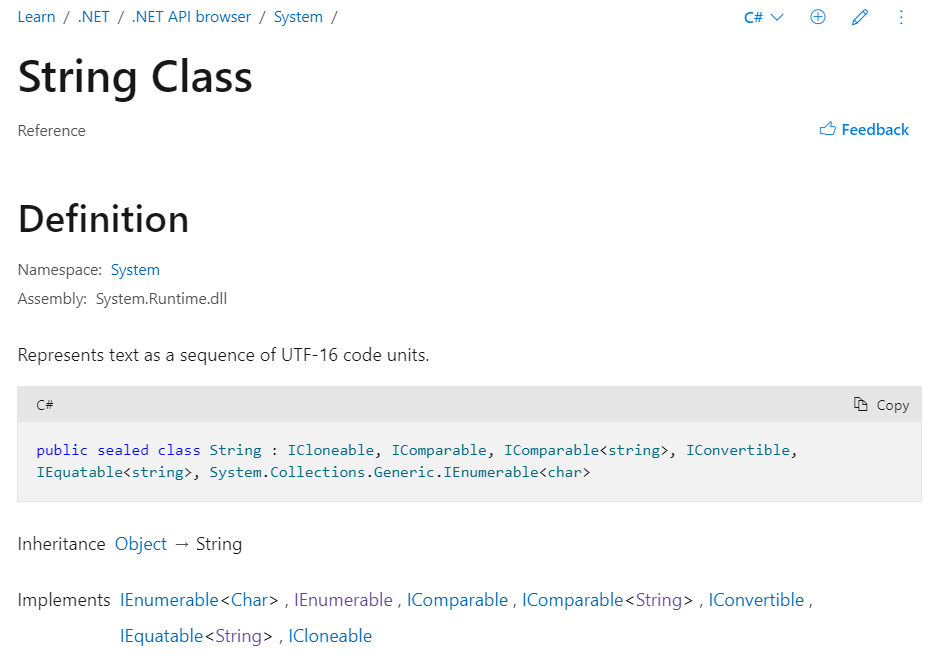 Learn / .NET / .NET API browser / System /
C#
String Class
Reference
Feedback
Definition
Namespace: System
Assembly: System.Runtime.dll
Represents text as a sequence of UTF-16 code units.
C#
Copy
public sealed class String : ICloneable, IComparable, IComparable<string>, IConvertible,
IEquatable<string>, System.Collections.Generic.IEnumerable<char>
Inheritance Object → String
Implements IEnumerable<Char> , IEnumerable , IComparable , IComparable<String> , IConvertible ,
IEquatable<String> , ICloneable